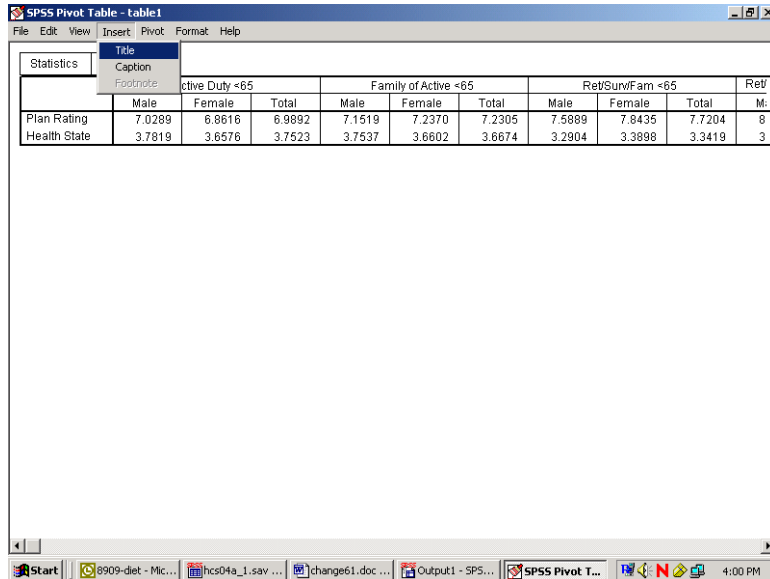 SPSS Pivot Table - table1
File Edit View Insert Pivot Format Help
Title
Caption
Footnote
Statistics
ctive Duty <65 Family of Active <65 Ret/Surv/Fam <65 Ret/
Male Female Total Male Female Total Male Female Total Ma
Plan Rating 7.0289 6.8616 6.9892 7.1519 7.2370 7.2305 7.5889 7.8435 7.7204 8
Health State 3.7819 3.6576 3.7523 3.7537 3.6602 3.6674 3.2904 3.3898 3.3419 3
Start 8909-diet - Mic... hcs04a_1.sav ... change61.doc ... Output1 - SPS... SPSS Pivot T... N 4:00 PM